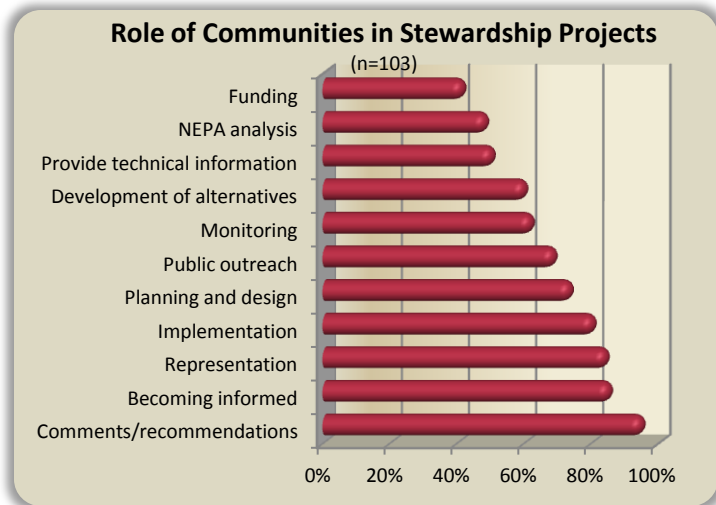 Role of Communities in Stewardship Projects
(n=103)
Funding
NEPA analysis
Provide technical information
Development of alternatives
Monitoring
Public outreach
Planning and design
Implementation
Representation
Becoming informed
Comments/recommendations
0% 20% 40% 60% 80% 100%